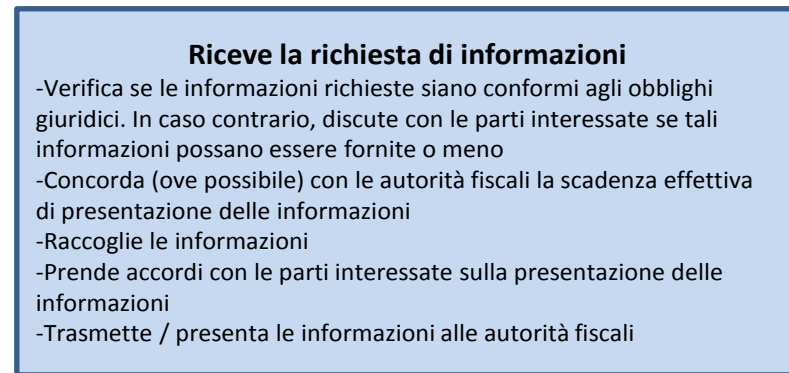 Riceve la richiesta di informazioni
-Verifica se le informazioni richieste siano conformi agli obblighi
giuridici. In caso contrario, discute con le parti interessate se tali
informazioni possano essere fornite o meno
-Concorda (ove possibile) con le autorità fiscali la scadenza effettiva
di presentazione delle informazioni
-Raccoglie le informazioni
-Prende accordi con le parti interessate sulla presentazione delle
informazioni
-Trasmette / presenta le informazioni alle autorità fiscali